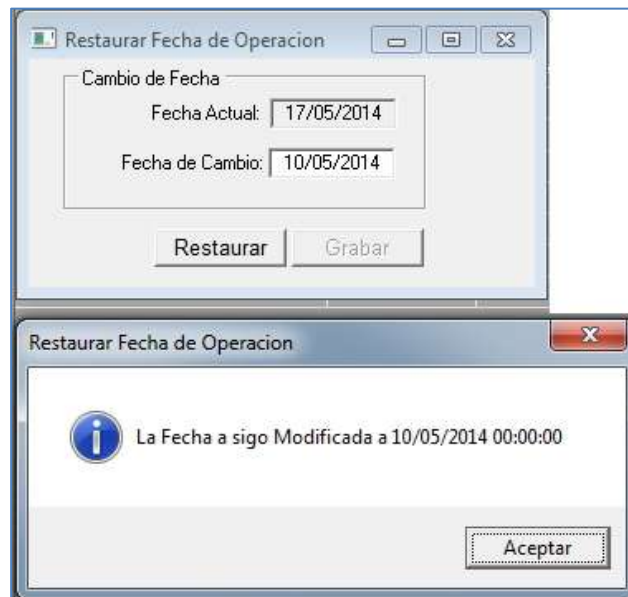 Restaurar Fecha de Operacion
Cambio de Fecha
Fecha Actual: 17/05/2014
Fecha de Cambio: 10/05/2014
Restaurar Grabar
Restaurar Fecha de Operacion
La Fecha a sigo Modificada a 10/05/2014 00:00:00
Aceptar